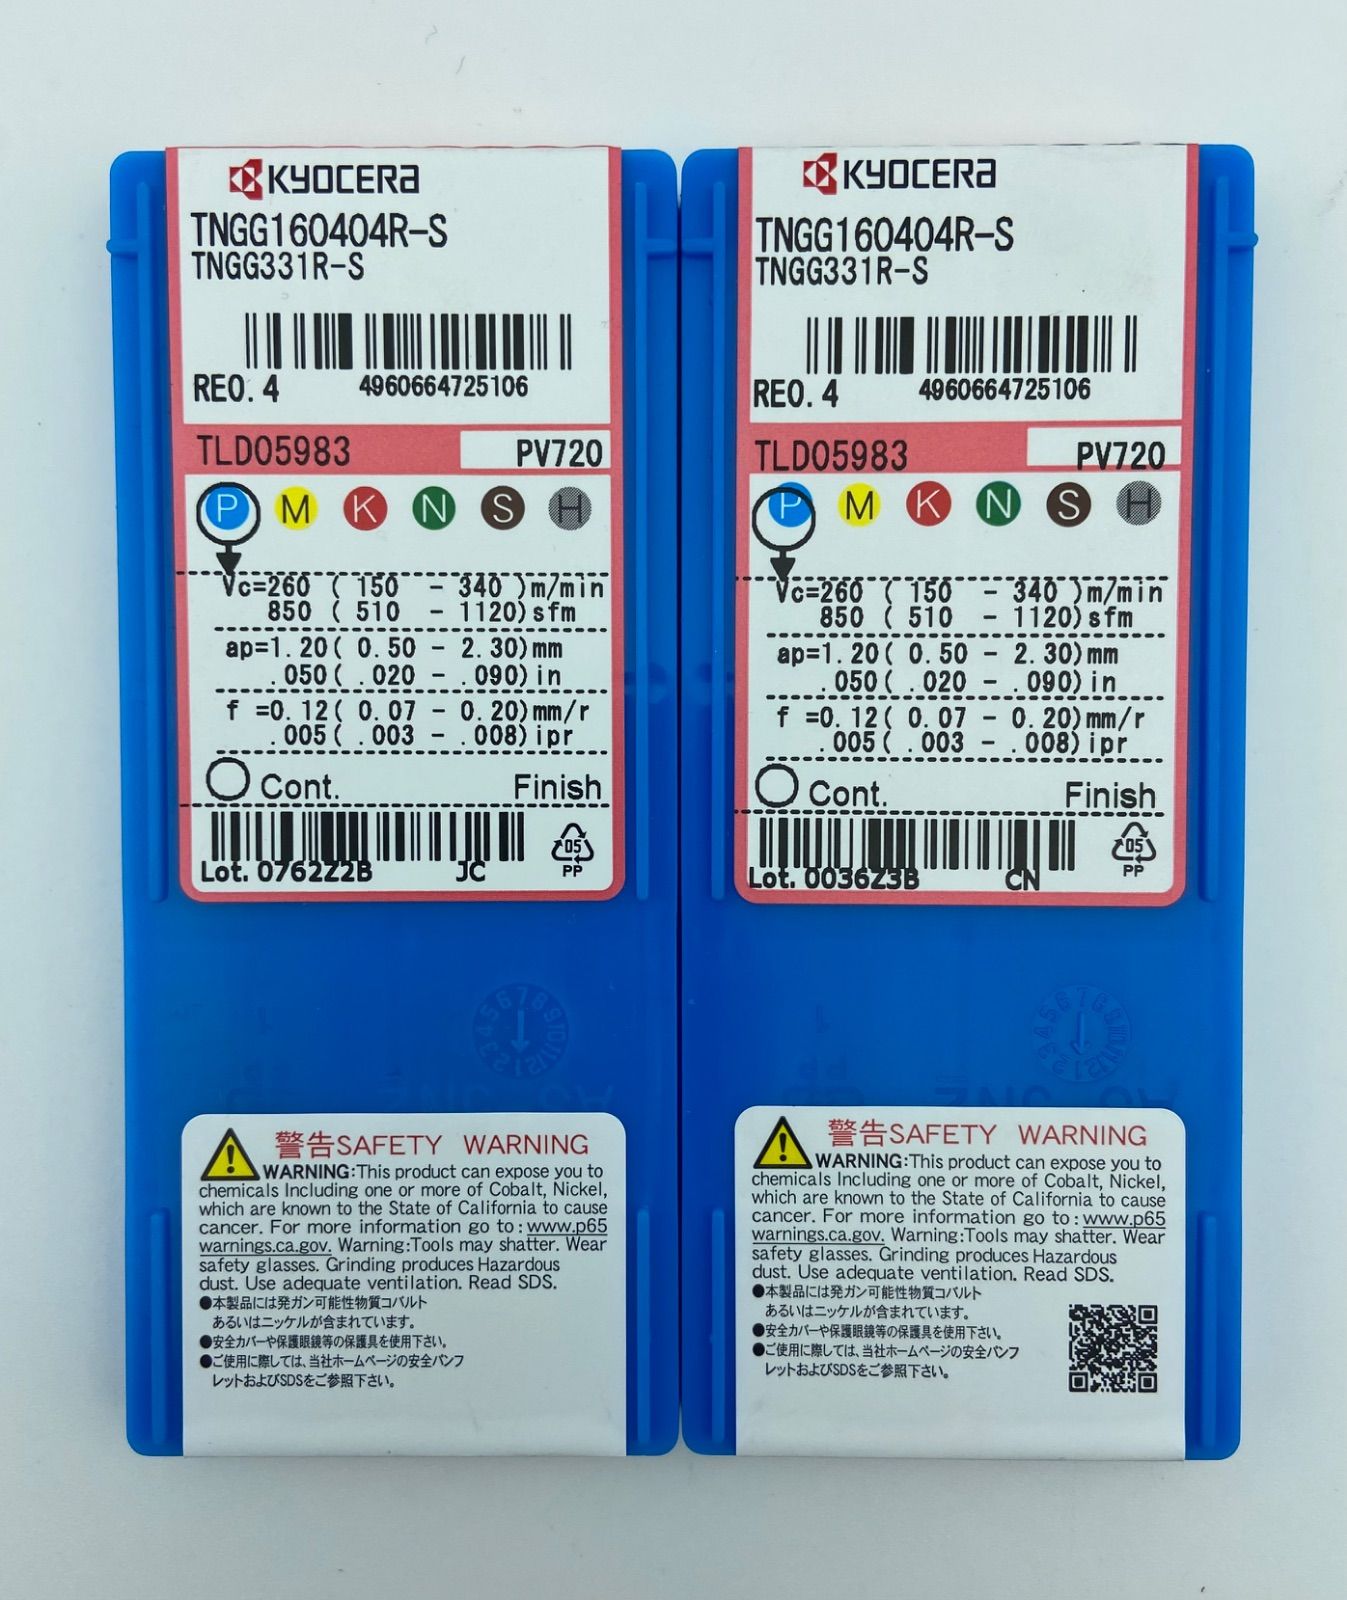 KYOCERA
TNGG160404R-S
TNGG331R-S
RE0.4 4960664725106
TLD05983 PV720
P M K N S H
Vc=260 ( 150 - 340 )m/min
850 ( 510 - 1120)sfm
ap=1.20( 0.50 - 2.30)mm
.050( .020 - .090)in
f =0.12( 0.07 - 0.20)mm/r
.005( .003 - .008)ipr
Cont. Finish
Lot. 0762Z2B JC
05
PP
警告SAFETY WARNING
WARNING:This product can expose you to
chemicals Including one or more of Cobalt, Nickel,
which are known to the State of California to cause
cancer. For more information go to : www.p65
warnings.ca.gov. Warning:Tools may shatter. Wear
safety glasses. Grinding produces Hazardous
dust. Use adequate ventilation. Read SDS.
●本製品には発ガン可能性物質コバルト
あるいはニッケルが含まれています。
●安全カバーや保護眼鏡等の保護具を使用下さい。
●ご使用に際しては、当社ホームページの安全パンフ
レットおよびSDSをご参照下さい。
KYOCERA
TNGG160404R-S
TNGG331R-S
RE0.4 4960664725106
TLD05983 PV720
P M K N S H
Vc=260 ( 150 - 340 )m/min
850 ( 510 - 1120)sfm
ap=1.20( 0.50 - 2.30)mm
.050( .020 - .090)in
f =0.12( 0.07 - 0.20)mm/r
.005( .003 - .008)ipr
Cont. Finish
Lot. 0036Z3B CN
05
PP
警告SAFETY WARNING
WARNING:This product can expose you to
chemicals Including one or more of Cobalt, Nickel,
which are known to the State of California to cause
cancer. For more information go to : www.p65
warnings.ca.gov. Warning:Tools may shatter. Wear
safety glasses. Grinding produces Hazardous
dust. Use adequate ventilation. Read SDS.
●本製品には発ガン可能性物質コバルト
あるいはニッケルが含まれています。
●安全カバーや保護眼鏡等の保護具を使用下さい。
●ご使用に際しては、当社ホームページの安全パンフ
レットおよびSDSをご参照下さい。